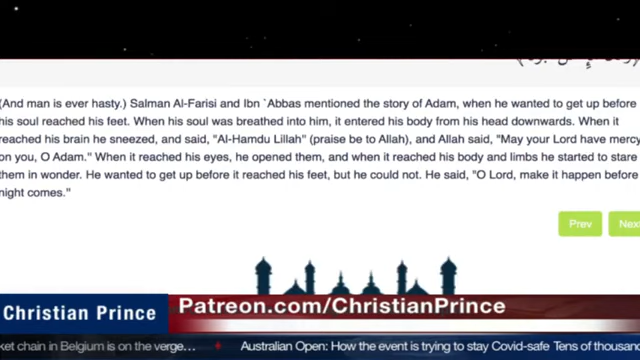 (And man is ever hasty.) Salman Al-Farisi and Ibn `Abbas mentioned the story of Adam, when he wanted to get up before
his soul reached his feet. When his soul was breathed into him, it entered his body from his head downwards. When it
reached his brain he sneezed, and said, "Al-Hamdu Lillah" (praise be to Allah), and Allah said, "May your Lord have mercy
on you, O Adam." When it reached his eyes, he opened them, and when it reached his body and limbs he started to stare
them in wonder. He wanted to get up before it reached his feet, but he could not. He said, "O Lord, make it happen before
night comes."
Prev
Next
Christian Prince
Patreon.com/ChristianPrince
ket chain in Belgium is on the verge... Australian Open: How the event is trying to stay Covid-safe Tens of thousan